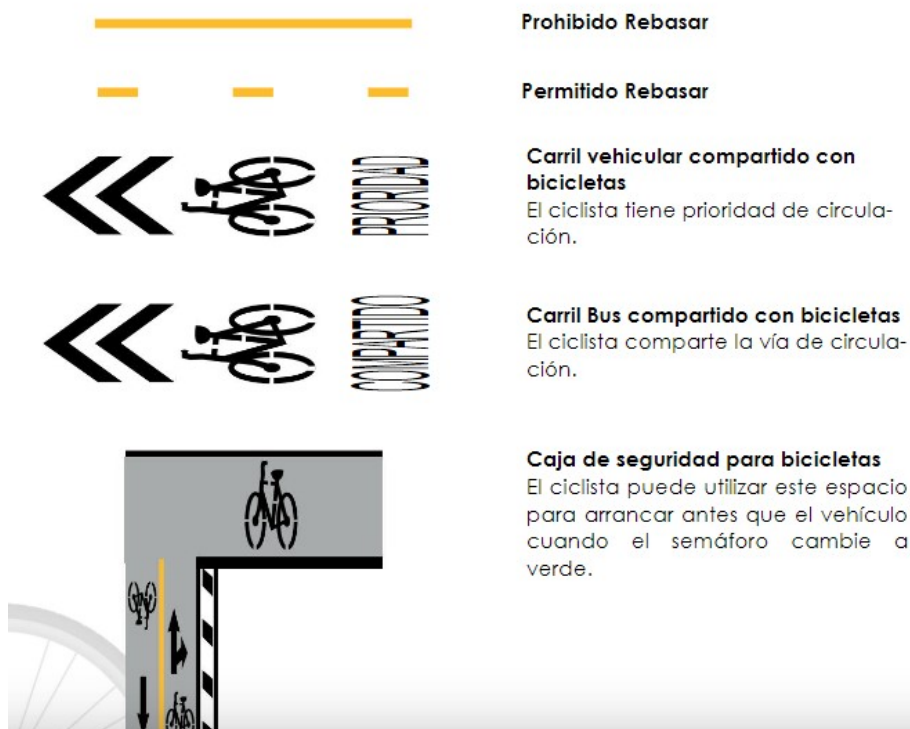 Prohibido Rebasar
Permitido Rebasar
PRIORIDAD
Carril vehicular compartido con
bicicletas
El ciclista tiene prioridad de circula-
ción.
COMPARTIDO
Carril Bus compartido con bicicletas
El ciclista comparte la vía de circula-
ción.
Caja de seguridad para bicicletas
El ciclista puede utilizar este espacio
para arrancar antes que el vehículo
cuando el semáforo cambie a
verde.